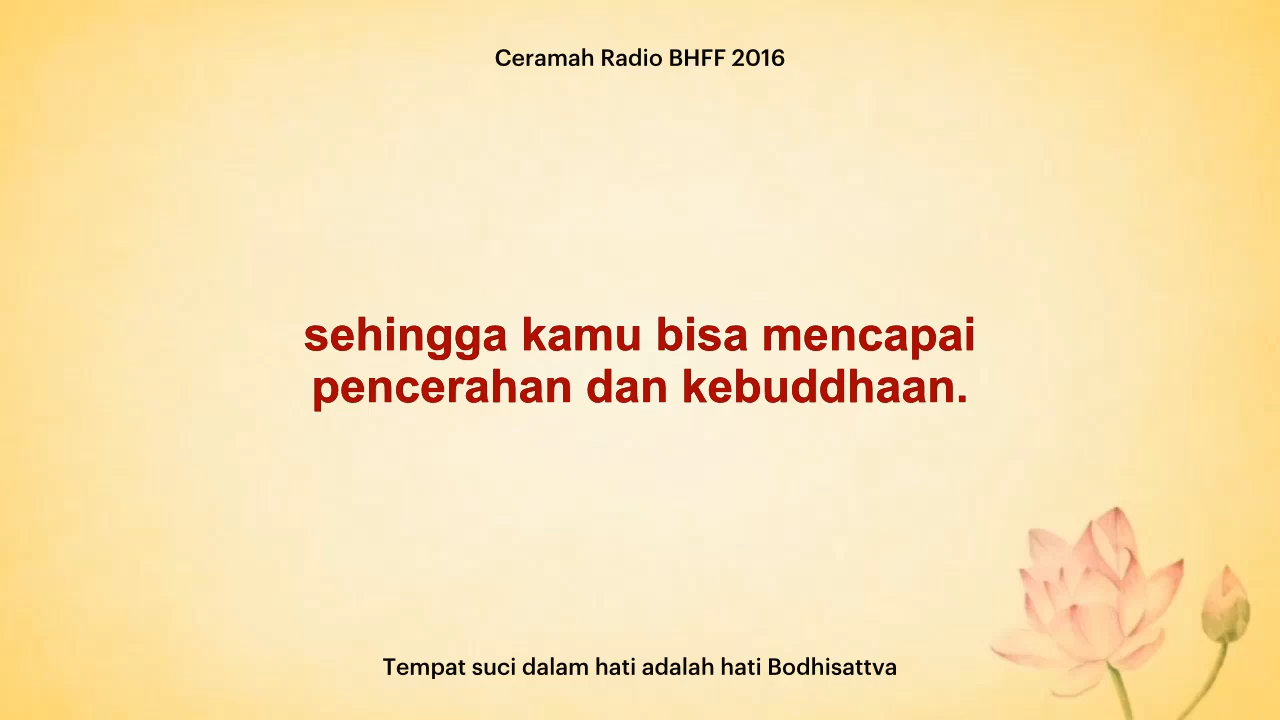 Ceramah Radio BHFF 2016
sehingga kamu bisa mencapai
pencerahan dan kebuddhaan.
Tempat suci dalam hati adalah hati Bodhisattva